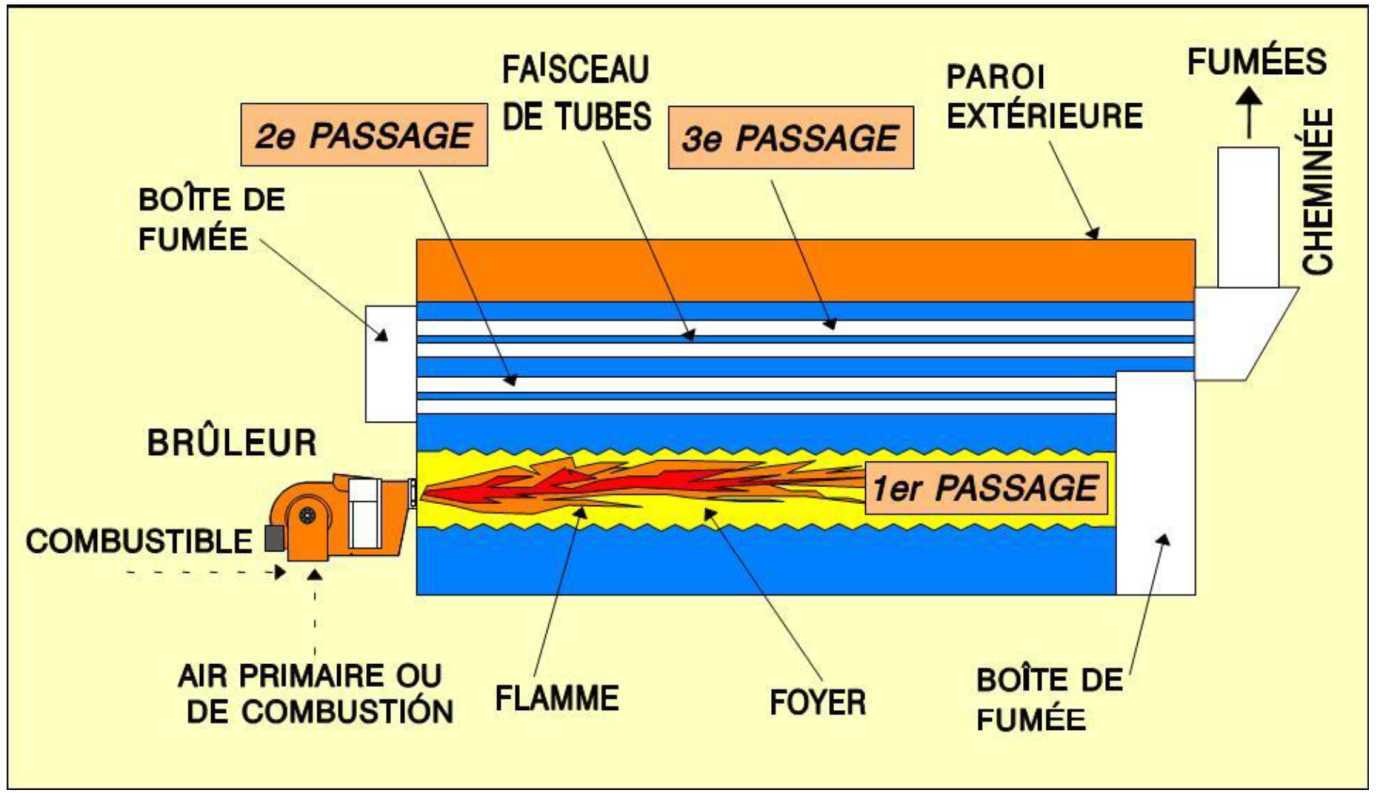 FUMÉES
FAISCEAU
DE TUBES
PAROI
EXTÉRIEURE
2e PASSAGE
3e PASSAGE
CHEMINÉE
BOÎTE DE
FUMÉE
BRÛLEUR
1er PASSAGE
COMBUSTIBLE
AIR PRIMAIRE OU
DE COMBUSTIÓN
FLAMME
FOYER
BOÎTE DE
FUMÉE